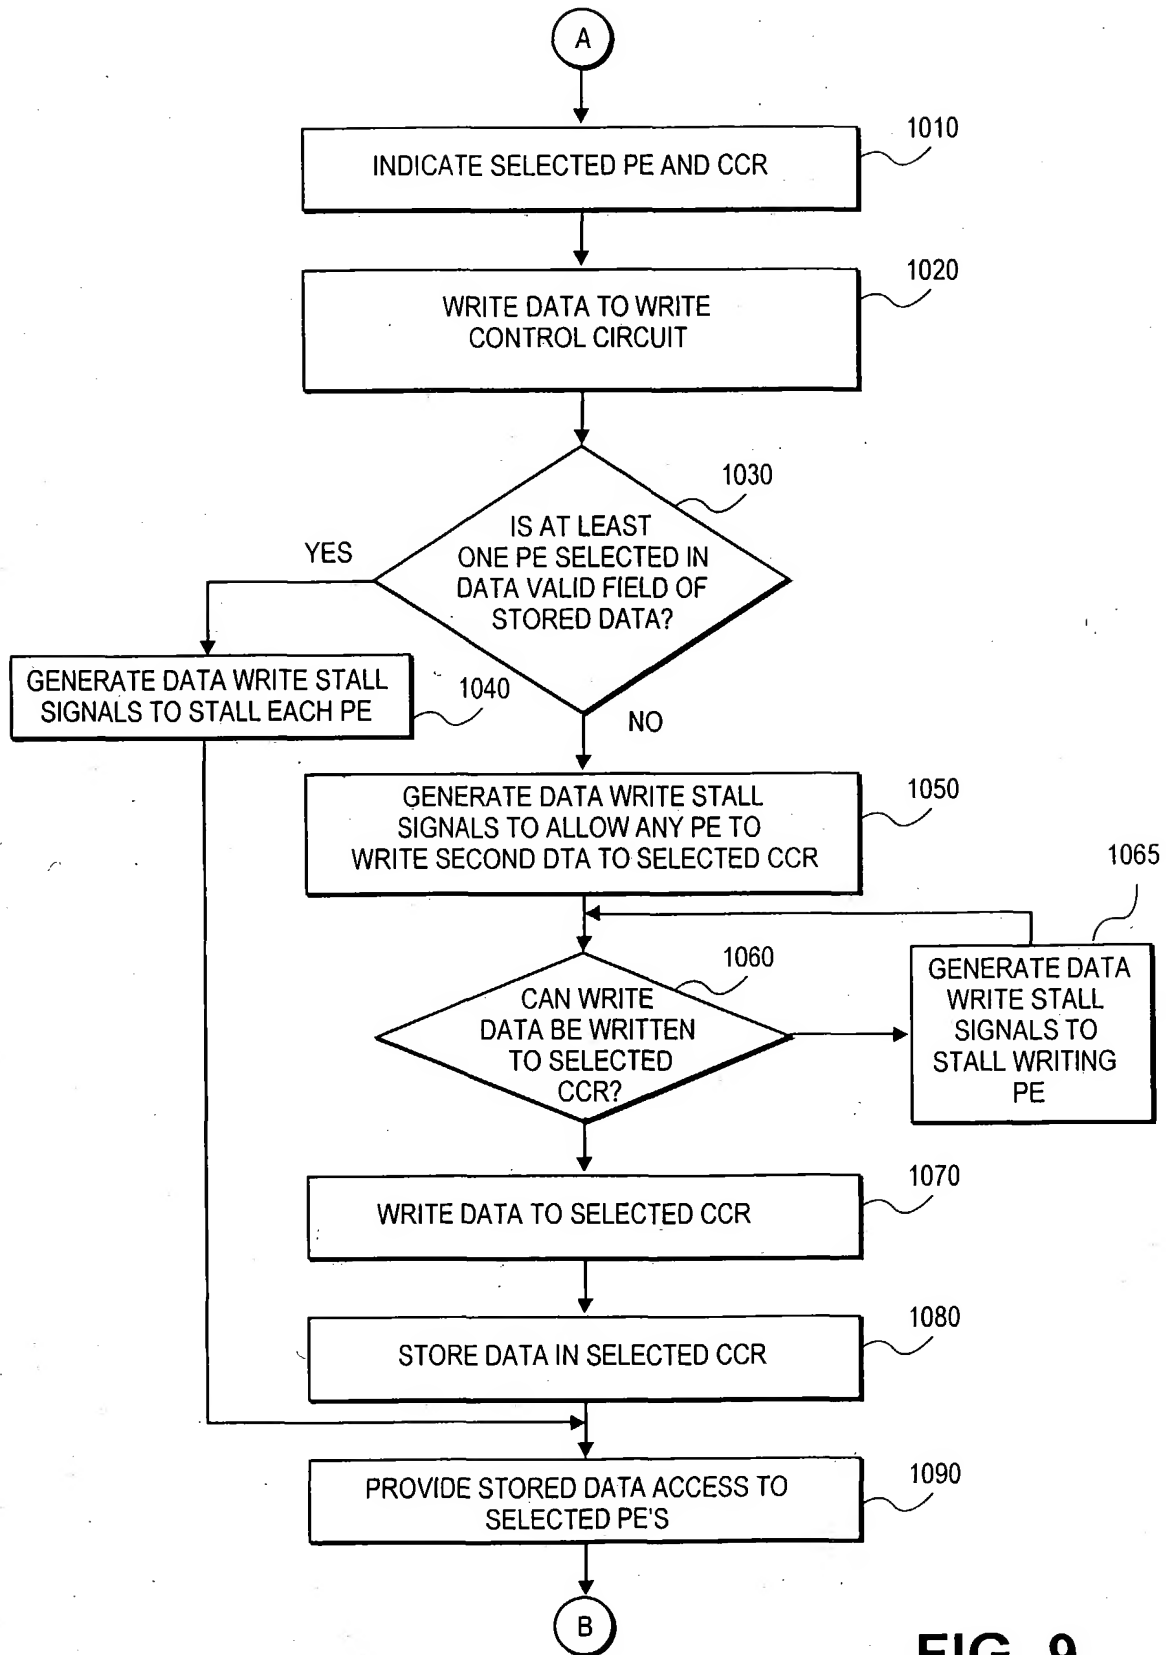 A
1010
INDICATE SELECTED PE AND CCR
1020
WRITE DATA TO WRITE
CONTROL CIRCUIT
1030
IS AT LEAST
ONE PE SELECTED IN
DATA VALID FIELD OF
STORED DATA?
YES
GENERATE DATA WRITE STALL
SIGNALS TO STALL EACH PE
1040
NO
1050
GENERATE DATA WRITE STALL
SIGNALS TO ALLOW ANY PE TO
WRITE SECOND DTA TO SELECTED CCR
1065
1060
CAN WRITE
DATA BE WRITTEN
TO SELECTED
CCR?
GENERATE DATA
WRITE STALL
SIGNALS TO
STALL WRITING
PE
1070
WRITE DATA TO SELECTED CCR
1080
STORE DATA IN SELECTED CCR
1090
PROVIDE STORED DATA ACCESS TO
SELECTED PE'S
B
FIG. 9